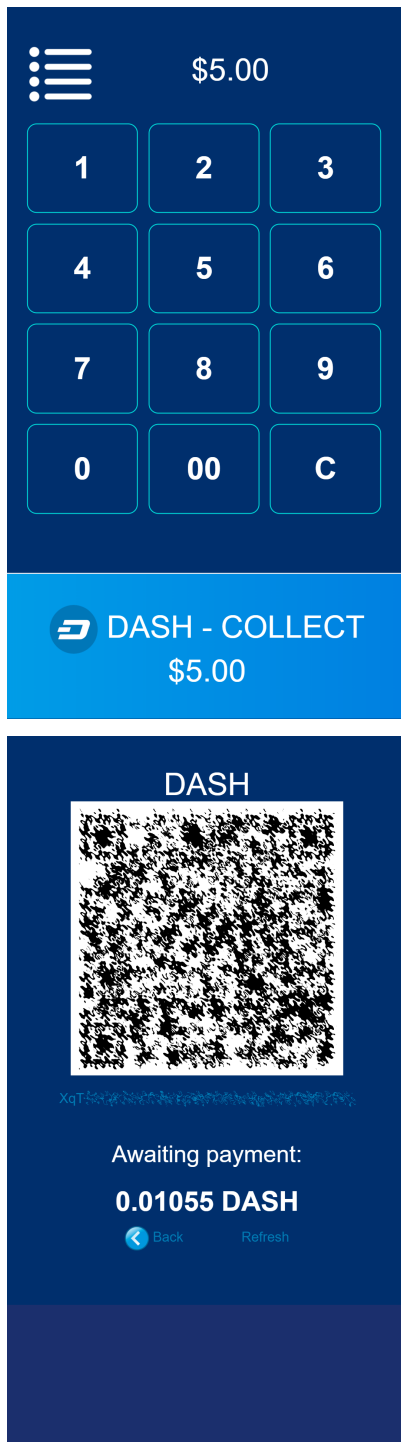 $5.00
1 2 3
4 5 6
7 8 9
0 00 C
DASH - COLLECT
$5.00
DASH
XqT
Awaiting payment:
0.01055 DASH
Back Refresh